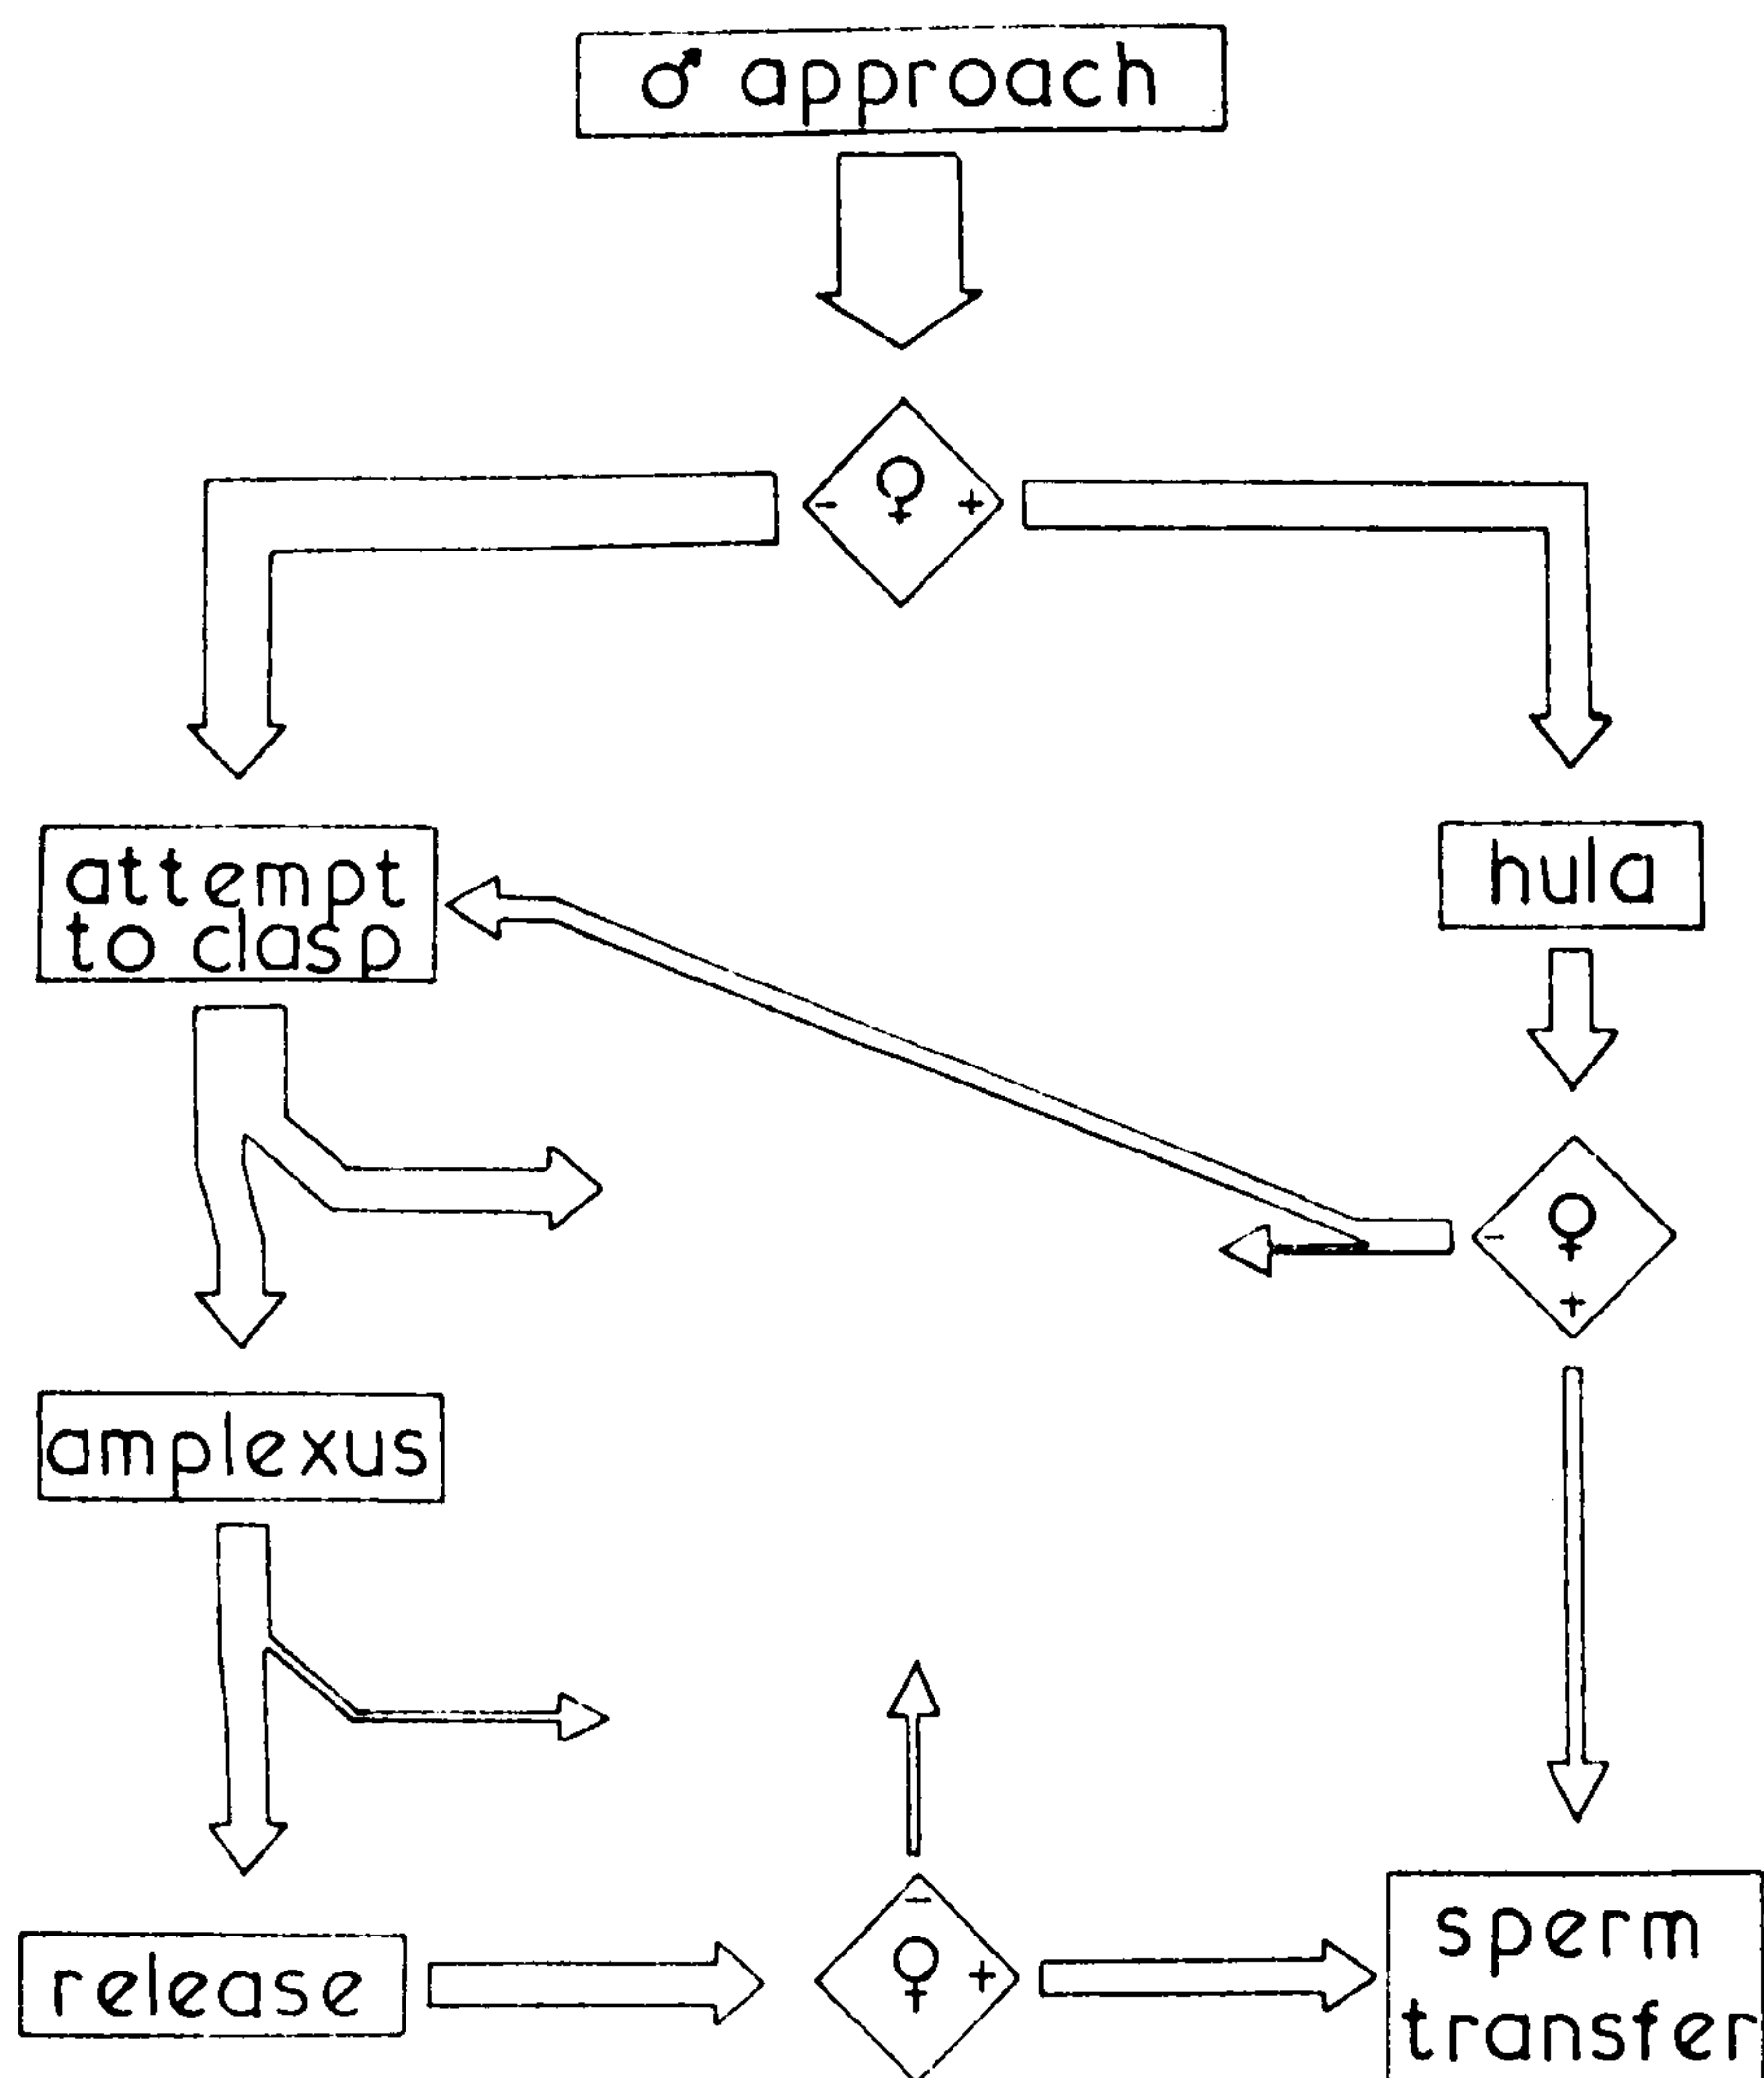 ♂ approach
- ♀ +
attempt
to clasp
hula
- ♀
+
amplexus
-
♀ +
release
sperm
transfer